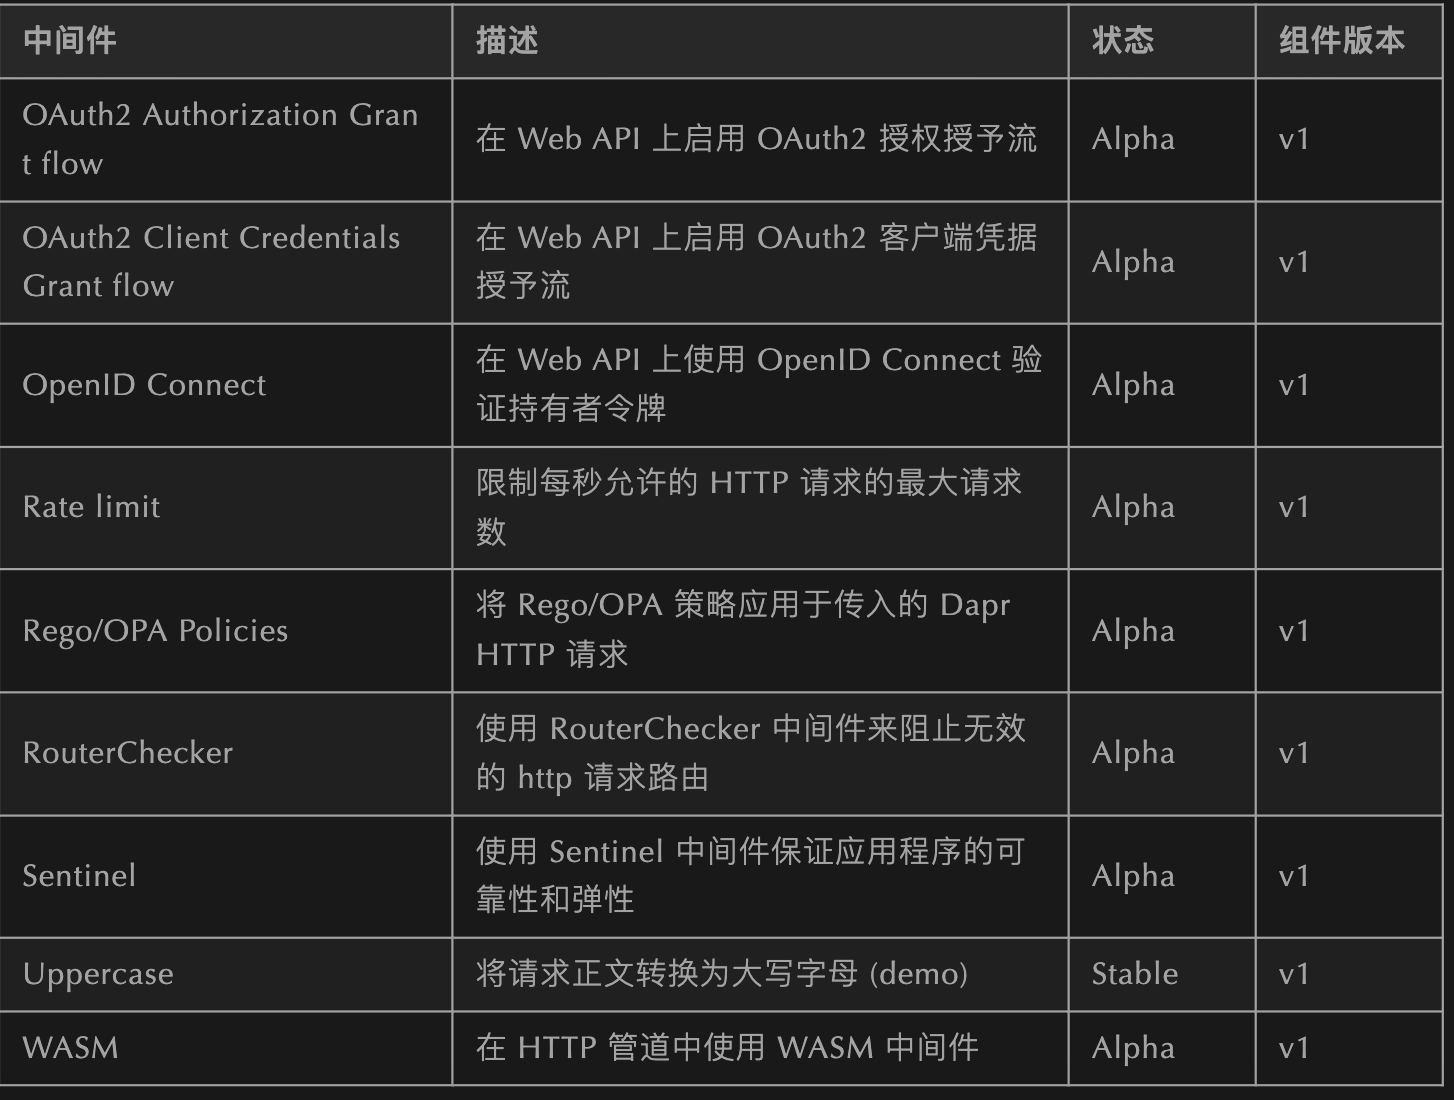 中间件 描述 状态 组件版本
OAuth2 Authorization Gran
t flow
在 Web API 上启用 OAuth2 授权授予流
Alpha
v1
OAuth2 Client Credentials
Grant flow
在 Web API 上启用 OAuth2 客户端凭据
授予流
Alpha
v1
OpenID Connect
在 Web API 上使用 OpenID Connect 验
证持有者令牌
Alpha
v1
Rate limit
限制每秒允许的 HTTP 请求的最大请求
数
Alpha
v1
Rego/OPA Policies
将 Rego/OPA 策略应用于传入的 Dapr
HTTP 请求
Alpha
v1
RouterChecker
使用 RouterChecker 中间件来阻止无效
的 http 请求路由
Alpha
v1
Sentinel
使用 Sentinel 中间件保证应用程序的可
靠性和弹性
Alpha
v1
Uppercase
将请求正文转换为大写字母 (demo)
Stable
v1
WASM
在 HTTP 管道中使用 WASM 中间件
Alpha
v1